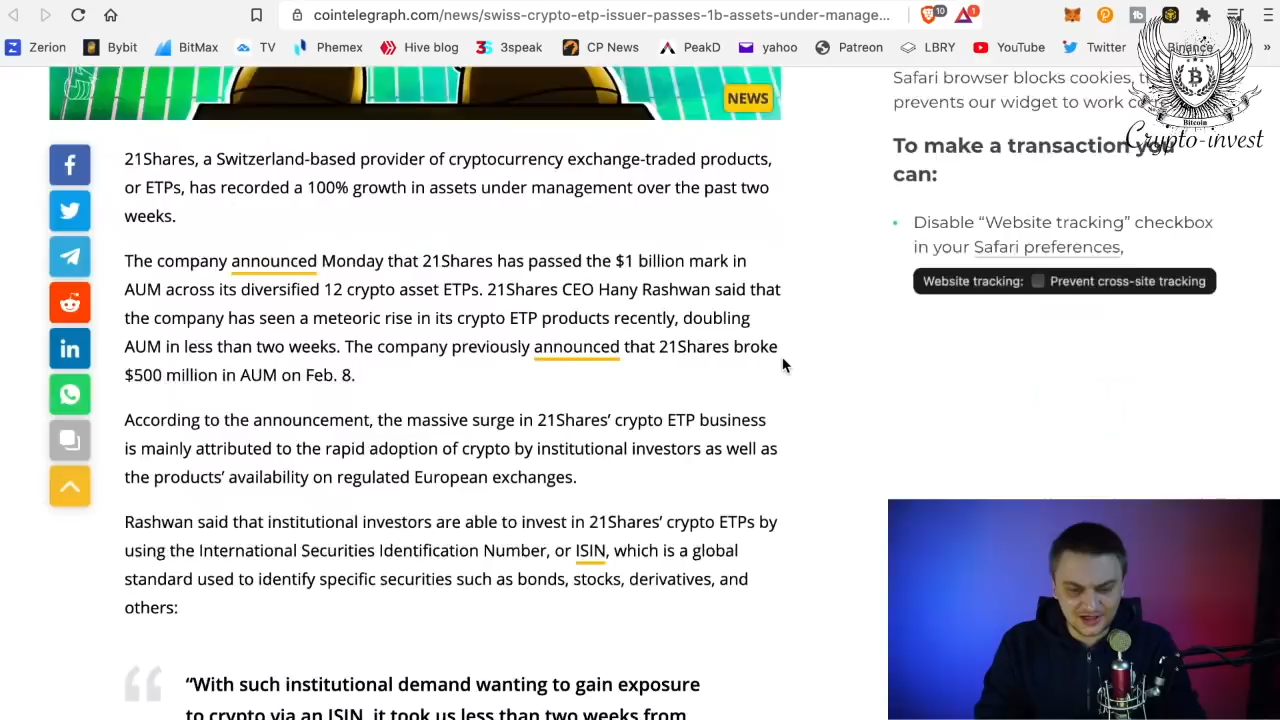 cointelegraph.com/news/swiss-crypto-etp-issuer-passes-1b-assets-under-manage...
10
1
Zerion
Bybit
BitMax
TV
Phemex
Hive blog
3speak
CP News
PeakD
yahoo
Patreon
LBRY
YouTube
Twitter
Binance
»
NEWS
21Shares, a Switzerland-based provider of cryptocurrency exchange-traded products,
or ETPs, has recorded a 100% growth in assets under management over the past two
weeks.
The company announced Monday that 21Shares has passed the $1 billion mark in
AUM across its diversified 12 crypto asset ETPs. 21Shares CEO Hany Rashwan said that
the company has seen a meteoric rise in its crypto ETP products recently, doubling
AUM in less than two weeks. The company previously announced that 21Shares broke
$500 million in AUM on Feb. 8.
According to the announcement, the massive surge in 21Shares’ crypto ETP business
is mainly attributed to the rapid adoption of crypto by institutional investors as well as
the products’ availability on regulated European exchanges.
Rashwan said that institutional investors are able to invest in 21Shares’ crypto ETPs by
using the International Securities Identification Number, or ISIN, which is a global
standard used to identify specific securities such as bonds, stocks, derivatives, and
others:
“With such institutional demand wanting to gain exposure
to crypto via an ISIN, it took us less than two weeks from
Safari browser blocks cookies,
prevents our widget to work
To make a transaction you
can:
Disable “Website tracking” checkbox
in your Safari preferences,
Website tracking: Prevent cross-site tracking
Bitcoin
Crypto-invest